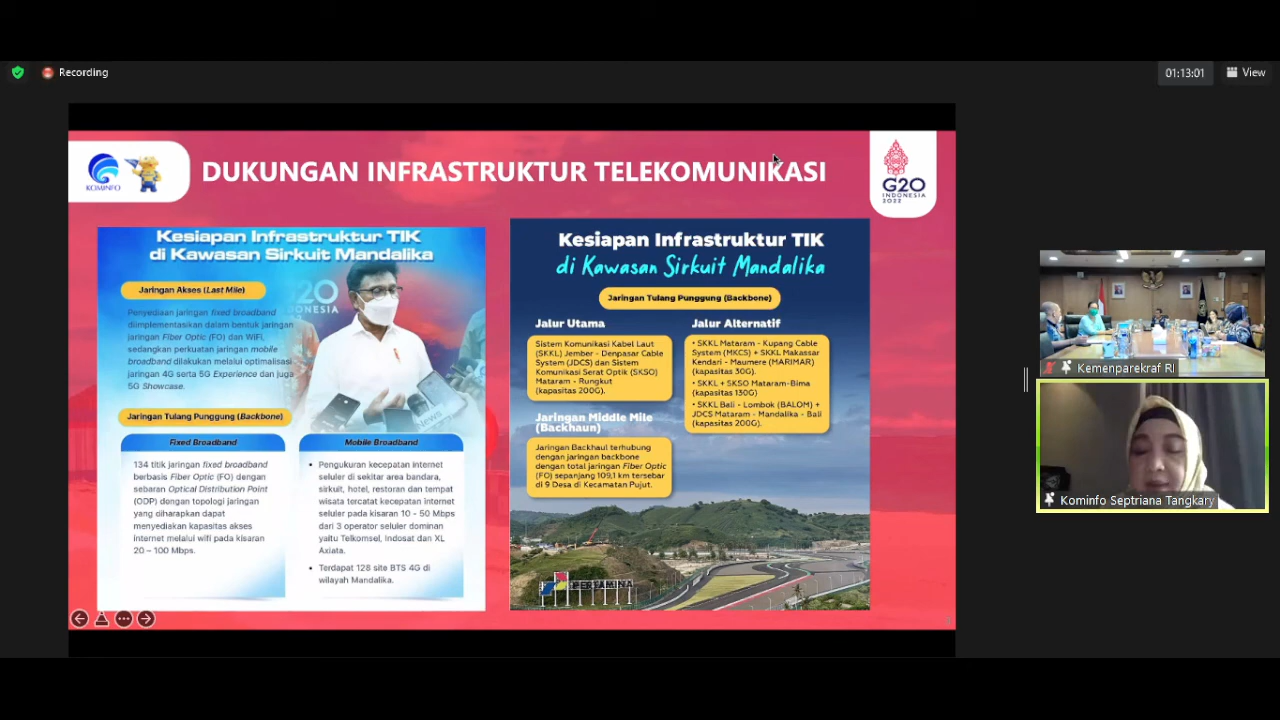 Recording
01:13:01
View
KOMINFO
DUKUNGAN INFRASTRUKTUR TELEKOMUNIKASI
G20
INDONESIA
2022
Kesiapan Infrastruktur TIK
di Kawasan Sirkuit Mandalika
Jaringan Akses (Last Mile)
Penyediaan jaringan fixed broadband
diimplementasikan dalam bentuk jaringan
jaringan Fiber Optic (FO) dan WiFi,
sedangkan perkuatan jaringan mobile
broadband dilakukan melalui optimalisasi
jaringan 4G serta 5G Experience dan juga
5G Showcase.
Jaringan Tulang Punggung (Backbone)
Fixed Broadband
134 titik jaringan fixed broadband
berbasis Fiber Optic (FO) dengan
sebaran Optical Distribution Point
(ODP) dengan topologi jaringan
yang diharapkan dapat
menyediakan kapasitas akses
internet melalui wifi pada kisaran
20 – 100 Mbps.
Mobile Broadband
• Pengukuran kecepatan internet
seluler di sekitar area bandara,
sirkuit, hotel, restoran dan tempat
wisata tercatat kecepatan internet
seluler pada kisaran 10 - 50 Mbps
dari 3 operator seluler dominan
yaitu Telkomsel, Indosat dan XL
Axiata.
• Terdapat 128 site BTS 4G di
wilayah Mandalika.
Kesiapan Infrastruktur TIK
di Kawasan Sirkuit Mandalika
Jaringan Tulang Punggung (Backbone)
Jalur Utama
Sistem Komunikasi Kabel Laut
(SKKL) Jember - Denpasar Cable
System (JDCS) dan Sistem
Komunikasi Serat Optik (SKSO)
Mataram - Rungkut
(kapasitas 200G).
Jaringan Middle Mile
(Backhaun)
Jaringan Backhaul terhubung
dengan jaringan backbone
dengan total jaringan Fiber Optic
(FO) sepanjang 109,1 km tersebar
di 9 Desa di Kecamatan Pujut.
Jalur Alternatif
• SKKL Mataram - Kupang Cable
System (MKCS) + SKKL Makassar
Kendari - Maumere (MARIMAR)
(kapasitas 30G).
• SKKL + SKSO Mataram-Bima
(kapasitas 130G)
• SKKL Bali - Lombok (BALOM) +
JDCS Mataram - Mandalika - Bali
(kapasitas 200G).
PERTAMINA
Kemenparekraf RI
Kominfo Septriana Tangkary